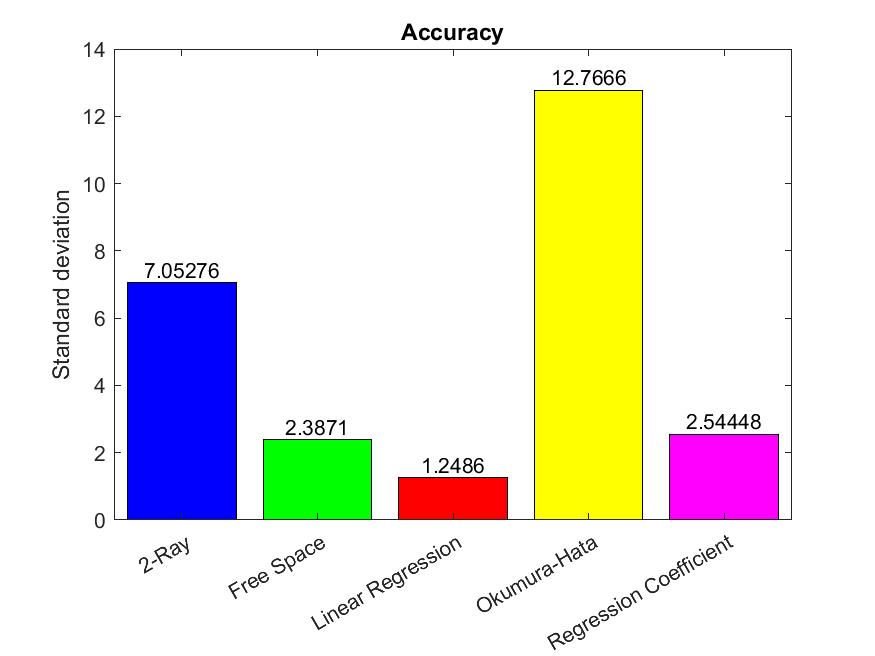 Accuracy
Standard deviation
14
12
10
8
6
4
2
0
7.05276
2.3871
1.2486
12.7666
2.54448
2-Ray
Free Space
Linear Regression
Okumura-Hata
Regression Coefficient